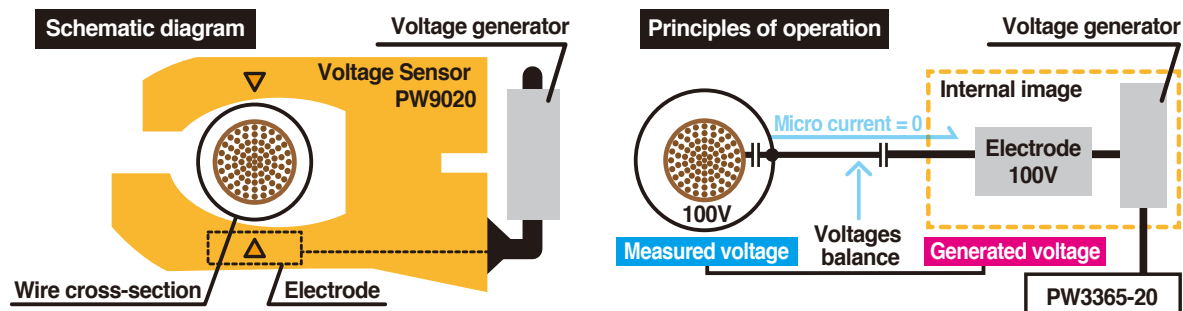 Schematic diagram
Voltage generator
Voltage Sensor
PW9020
Wire cross-section
Electrode
Principles of operation
Voltage generator
Internal image
Micro current = 0
Electrode
100V
100V
Measured voltage
Voltages
balance
Generated voltage
PW3365-20